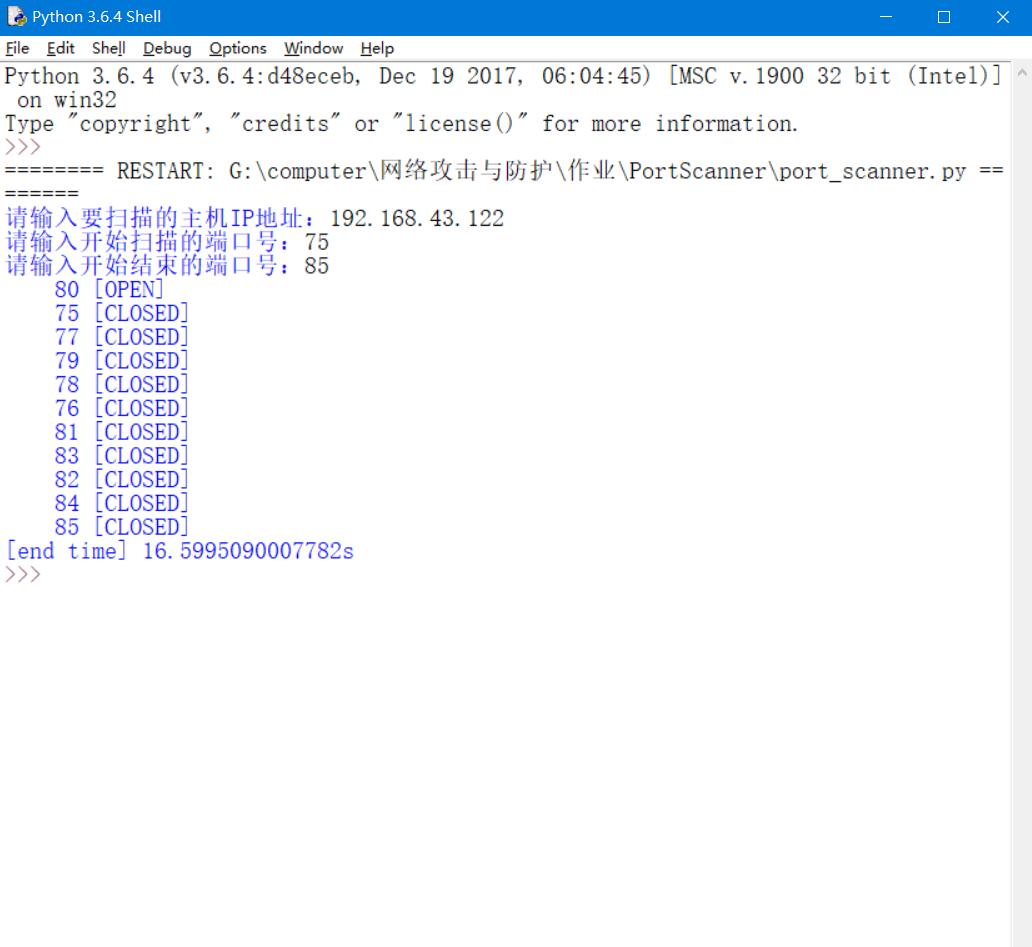 Python 3.6.4 Shell
File Edit Shell Debug Options Window Help
Python 3.6.4 (v3.6.4:d48eceb, Dec 19 2017, 06:04:45) [MSC v.1900 32 bit (Intel)]
 on win32
Type "copyright", "credits" or "license()" for more information.
>>>
======== RESTART: G:\computer\网络攻击与防护\作业\PortScanner\port_scanner.py ==
======
请输入要扫描的主机IP地址：192.168.43.122
请输入开始扫描的端口号：75
请输入开始结束的端口号：85
    80 [OPEN]
    75 [CLOSED]
    77 [CLOSED]
    79 [CLOSED]
    78 [CLOSED]
    76 [CLOSED]
    81 [CLOSED]
    83 [CLOSED]
    82 [CLOSED]
    84 [CLOSED]
    85 [CLOSED]
[end time] 16.5995090007782s
>>>